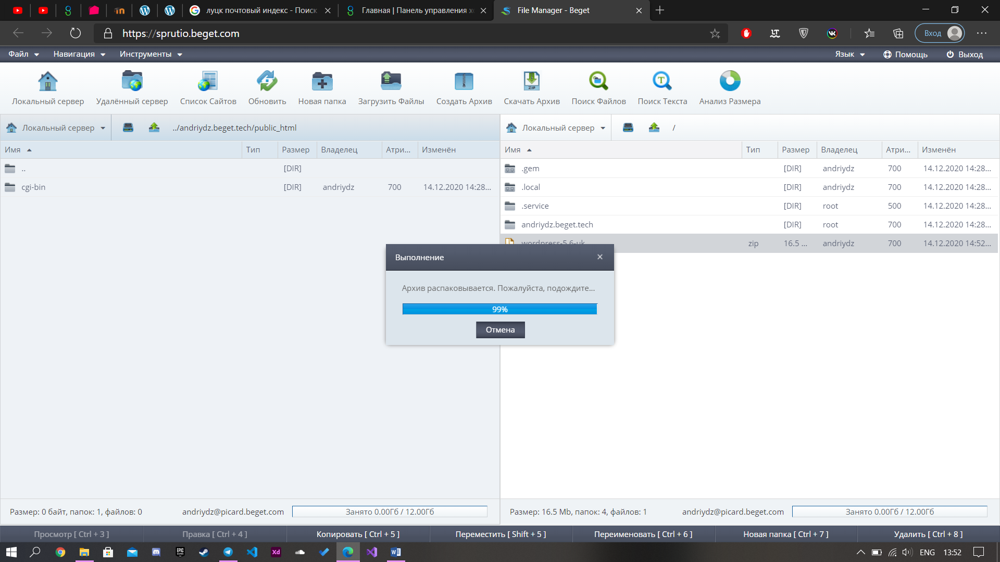 луцк почтовый индекс - Поиск
Главная | Панель управления хо
File Manager - Beget
https://sprutio.beget.com
Вход
Файл
Навигация
Инструменты
Язык
Помощь
Выход
Локальный сервер
Удалённый сервер
Список Сайтов
Обновить
Новая папка
Загрузить Файлы
Создать Архив
ZIP
Скачать Архив
Поиск Файлов
T
Поиск Текста
Анализ Размера
Локальный сервер
../andriydz.beget.tech/public_html
Локальный сервер
/
Имя Тип Размер Владелец Атри... Изменён
.. [DIR]
cgi-bin [DIR] andriydz 700 14.12.2020 14:28...
Имя Тип Размер Владелец Атри... Изменён
.gem [DIR] andriydz 700 14.12.2020 14:28...
.local [DIR] andriydz 700 14.12.2020 14:28...
.service [DIR] root 500 14.12.2020 14:28...
andriydz.beget.tech [DIR] root 700 14.12.2020 14:28...
wordpress-5.6-uk zip 16.5 ... andriydz 700 14.12.2020 14:52...
Выполнение
Архив распаковывается. Пожалуйста, подождите...
99%
Отмена
Размер: 0 байт, папок: 1, файлов: 0
andriydz@picard.beget.com
Занято 0.00Гб / 12.00Гб
Размер: 16.5 Mb, папок: 4, файлов: 1
andriydz@picard.beget.com
Занято 0.00Гб / 12.00Гб
Просмотр [ Ctrl + 3 ]
Правка [ Ctrl + 4 ]
Копировать [ Ctrl + 5 ]
Переместить [ Shift + 5 ]
Переименовать [ Ctrl + 6 ]
Новая папка [ Ctrl + 7 ]
Удалить [ Ctrl + 8 ]
EPIC
Xd
ENG
13:52